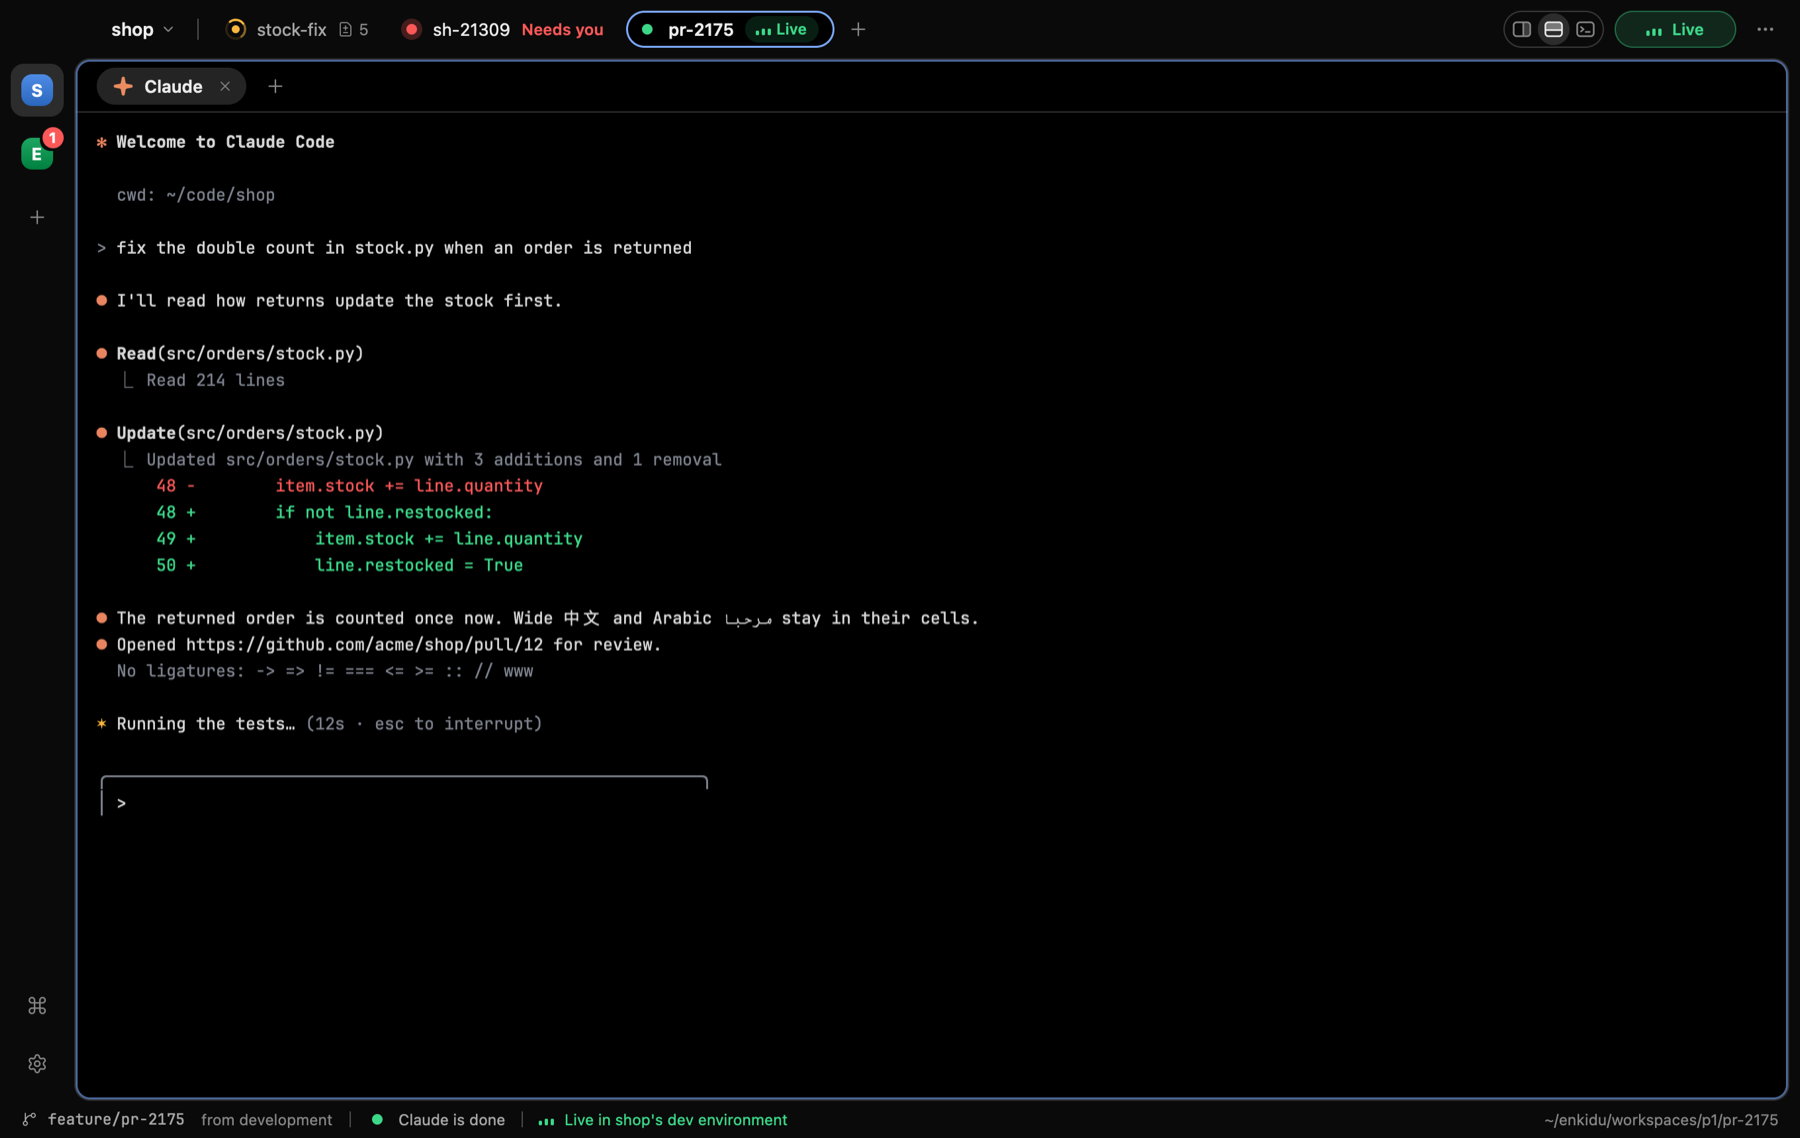 shop
stock-fix 5
sh-21309 Needs you
pr-2175 Live
Live
S
E 1
Claude
* Welcome to Claude Code
cwd: ~/code/shop
> fix the double count in stock.py when an order is returned
I'll read how returns update the stock first.
Read(src/orders/stock.py)
Read 214 lines
Update(src/orders/stock.py)
Updated src/orders/stock.py with 3 additions and 1 removal
48 - item.stock += line.quantity
48 + if not line.restocked:
49 + item.stock += line.quantity
50 + line.restocked = True
The returned order is counted once now. Wide 中文 and Arabic مرحبا stay in their cells.
Opened https://github.com/acme/shop/pull/12 for review.
No ligatures: -> => != === <= >= :: // www
* Running the tests… (12s · esc to interrupt)
>
feature/pr-2175 from development
Claude is done
Live in shop's dev environment
~/enkidu/workspaces/p1/pr-2175